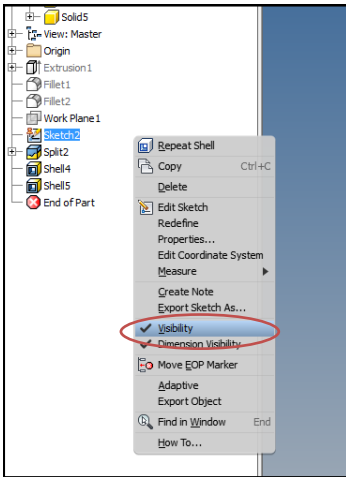 Solid5
View: Master
Origin
Extrusion1
Fillet1
Fillet2
Work Plane1
Sketch2
Split2
Shell4
Shell5
End of Part
Repeat Shell
Copy Ctrl+C
Delete
Edit Sketch
Redefine
Properties...
Edit Coordinate System
Measure
Create Note
Export Sketch As...
Visibility
Dimension Visibility
Move EOP Marker
Adaptive
Export Object
Find in Window End
How To...